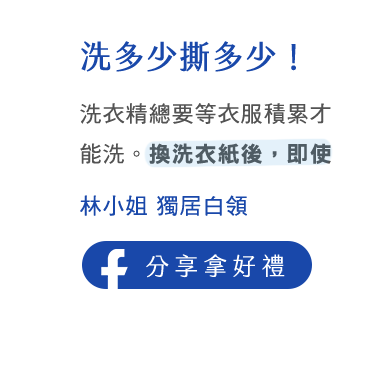 洗多少撕多少！
洗衣精總要等衣服積累才
能洗。換洗衣紙後，即使
林小姐 獨居白領
分享拿好禮